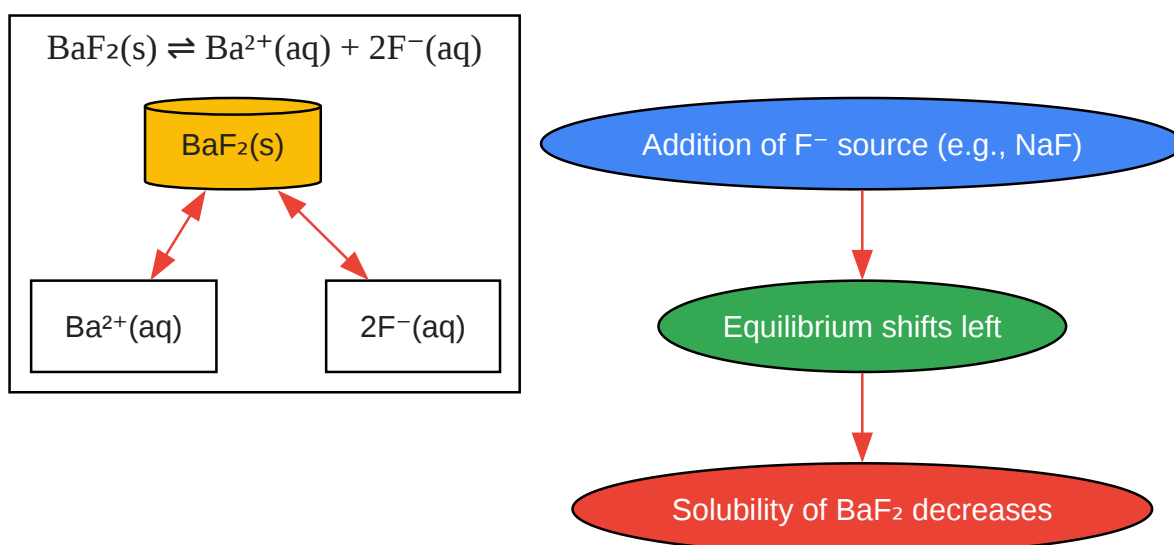 BaF₂(s) ⇌ Ba²⁺(aq) + 2F⁻(aq)
BaF₂(s)
Ba²⁺(aq)
2F⁻(aq)
Addition of F⁻ source (e.g., NaF)
Equilibrium shifts left
Solubility of BaF₂ decreases